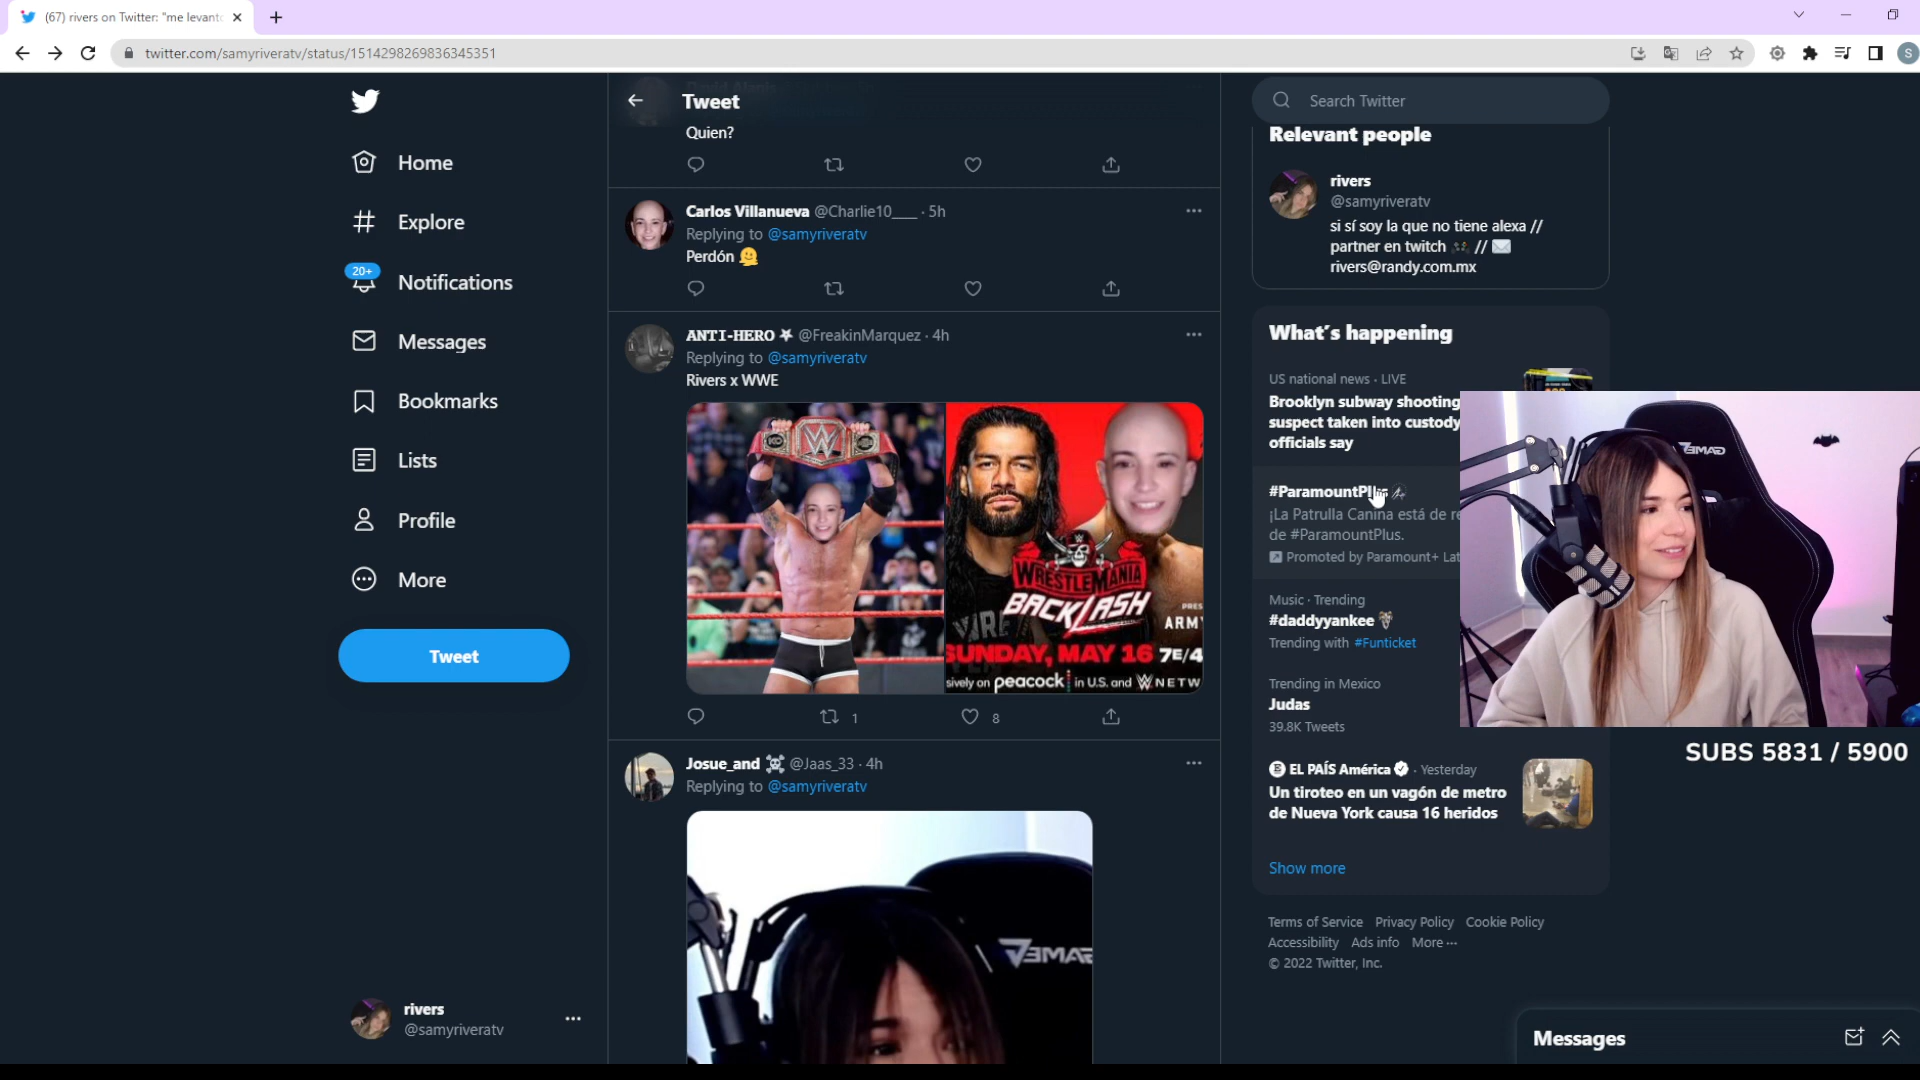 (67) rivers on Twitter: "me levant
twitter.com/samyriveratv/status/1514298269836345351
S
Home
Explore
20+
Notifications
Messages
Bookmarks
Lists
Profile
More
Tweet
rivers
@samyriveratv
Tweet
Quien?
Carlos Villanueva @Charlie10___ · 5h
Replying to @samyriveratv
Perdón 🫠
ANTI-HERO ✦ @FreakinMarquez · 4h
Replying to @samyriveratv
Rivers x WWE
WRESTLEMANIA
BACKLASH
PRES
ARMY
SUNDAY, MAY 16 7E/4
sively on peacock in U.S. and NETW
1
8
Josue_and ☠ @Jaas_33 · 4h
Replying to @samyriveratv
GAME
Search Twitter
Relevant people
rivers
@samyriveratv
si sí soy la que no tiene alexa //
partner en twitch 🎮 // ✉️
rivers@randy.com.mx
What's happening
US national news · LIVE
Brooklyn subway shooting
suspect taken into custody
officials say
#ParamountPlus
¡La Patrulla Canina está de re
de #ParamountPlus.
Promoted by Paramount+ Lat
Music · Trending
#daddyyankee
Trending with #Funticket
Trending in Mexico
Judas
39.8K Tweets
EL PAÍS América · Yesterday
Un tiroteo en un vagón de metro
de Nueva York causa 16 heridos
Show more
Terms of Service Privacy Policy Cookie Policy
Accessibility Ads info More ···
© 2022 Twitter, Inc.
GAME
SUBS 5831 / 5900
Messages